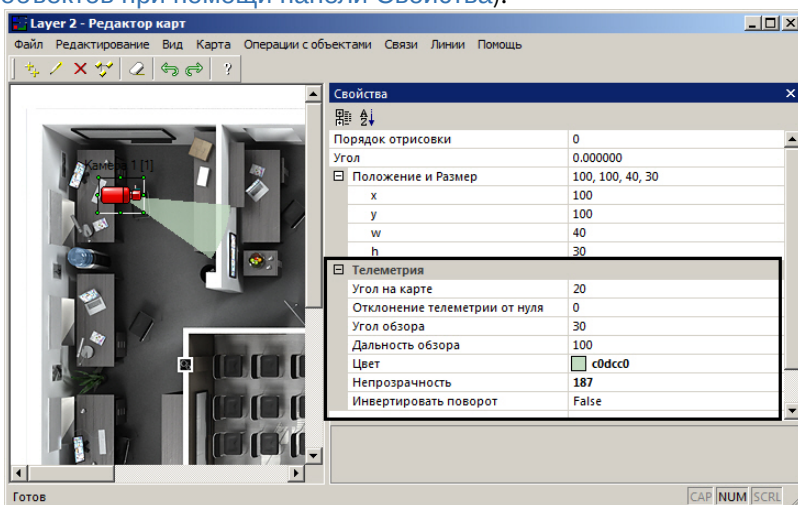 объектов при помощи панели Свойства).
Layer 2 - Редактор карт
Файл Редактирование Вид Карта Операции с объектами Связи Линии Помощь
Свойства
Порядок отрисовки 0
Угол 0.000000
Положение и Размер 100, 100, 40, 30
x 100
y 100
w 40
h 30
Телеметрия
Угол на карте 20
Отклонение телеметрии от нуля 0
Угол обзора 30
Дальность обзора 100
Цвет c0dcc0
Непрозрачность 187
Инвертировать поворот False
Камера 1 [1]
Готов
CAP NUM SCRL